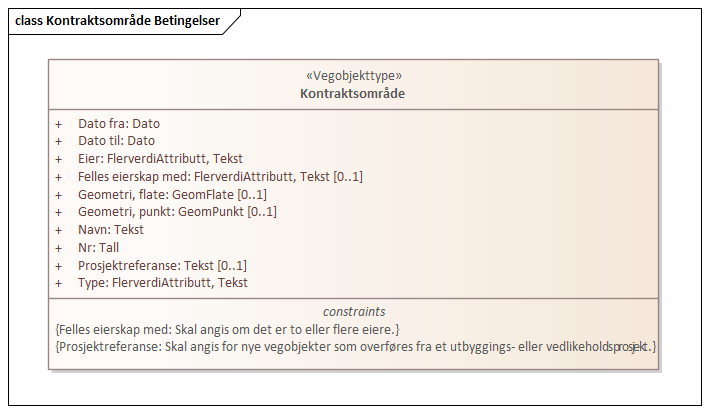 class Kontraktsområde Betingelser
«Vegobjekttype»
Kontraktsområde
+ Dato fra: Dato
+ Dato til: Dato
+ Eier: FlerverdiAttributt, Tekst
+ Felles eierskap med: FlerverdiAttributt, Tekst [0..1]
+ Geometri, flate: GeomFlate [0..1]
+ Geometri, punkt: GeomPunkt [0..1]
+ Navn: Tekst
+ Nr: Tall
+ Prosjektreferanse: Tekst [0..1]
+ Type: FlerverdiAttributt, Tekst
constraints
{Felles eierskap med: Skal angis om det er to eller flere eiere.}
{Prosjektreferanse: Skal angis for nye vegobjekter som overføres fra et utbyggings- eller vedlikeholdsprosjekt.}